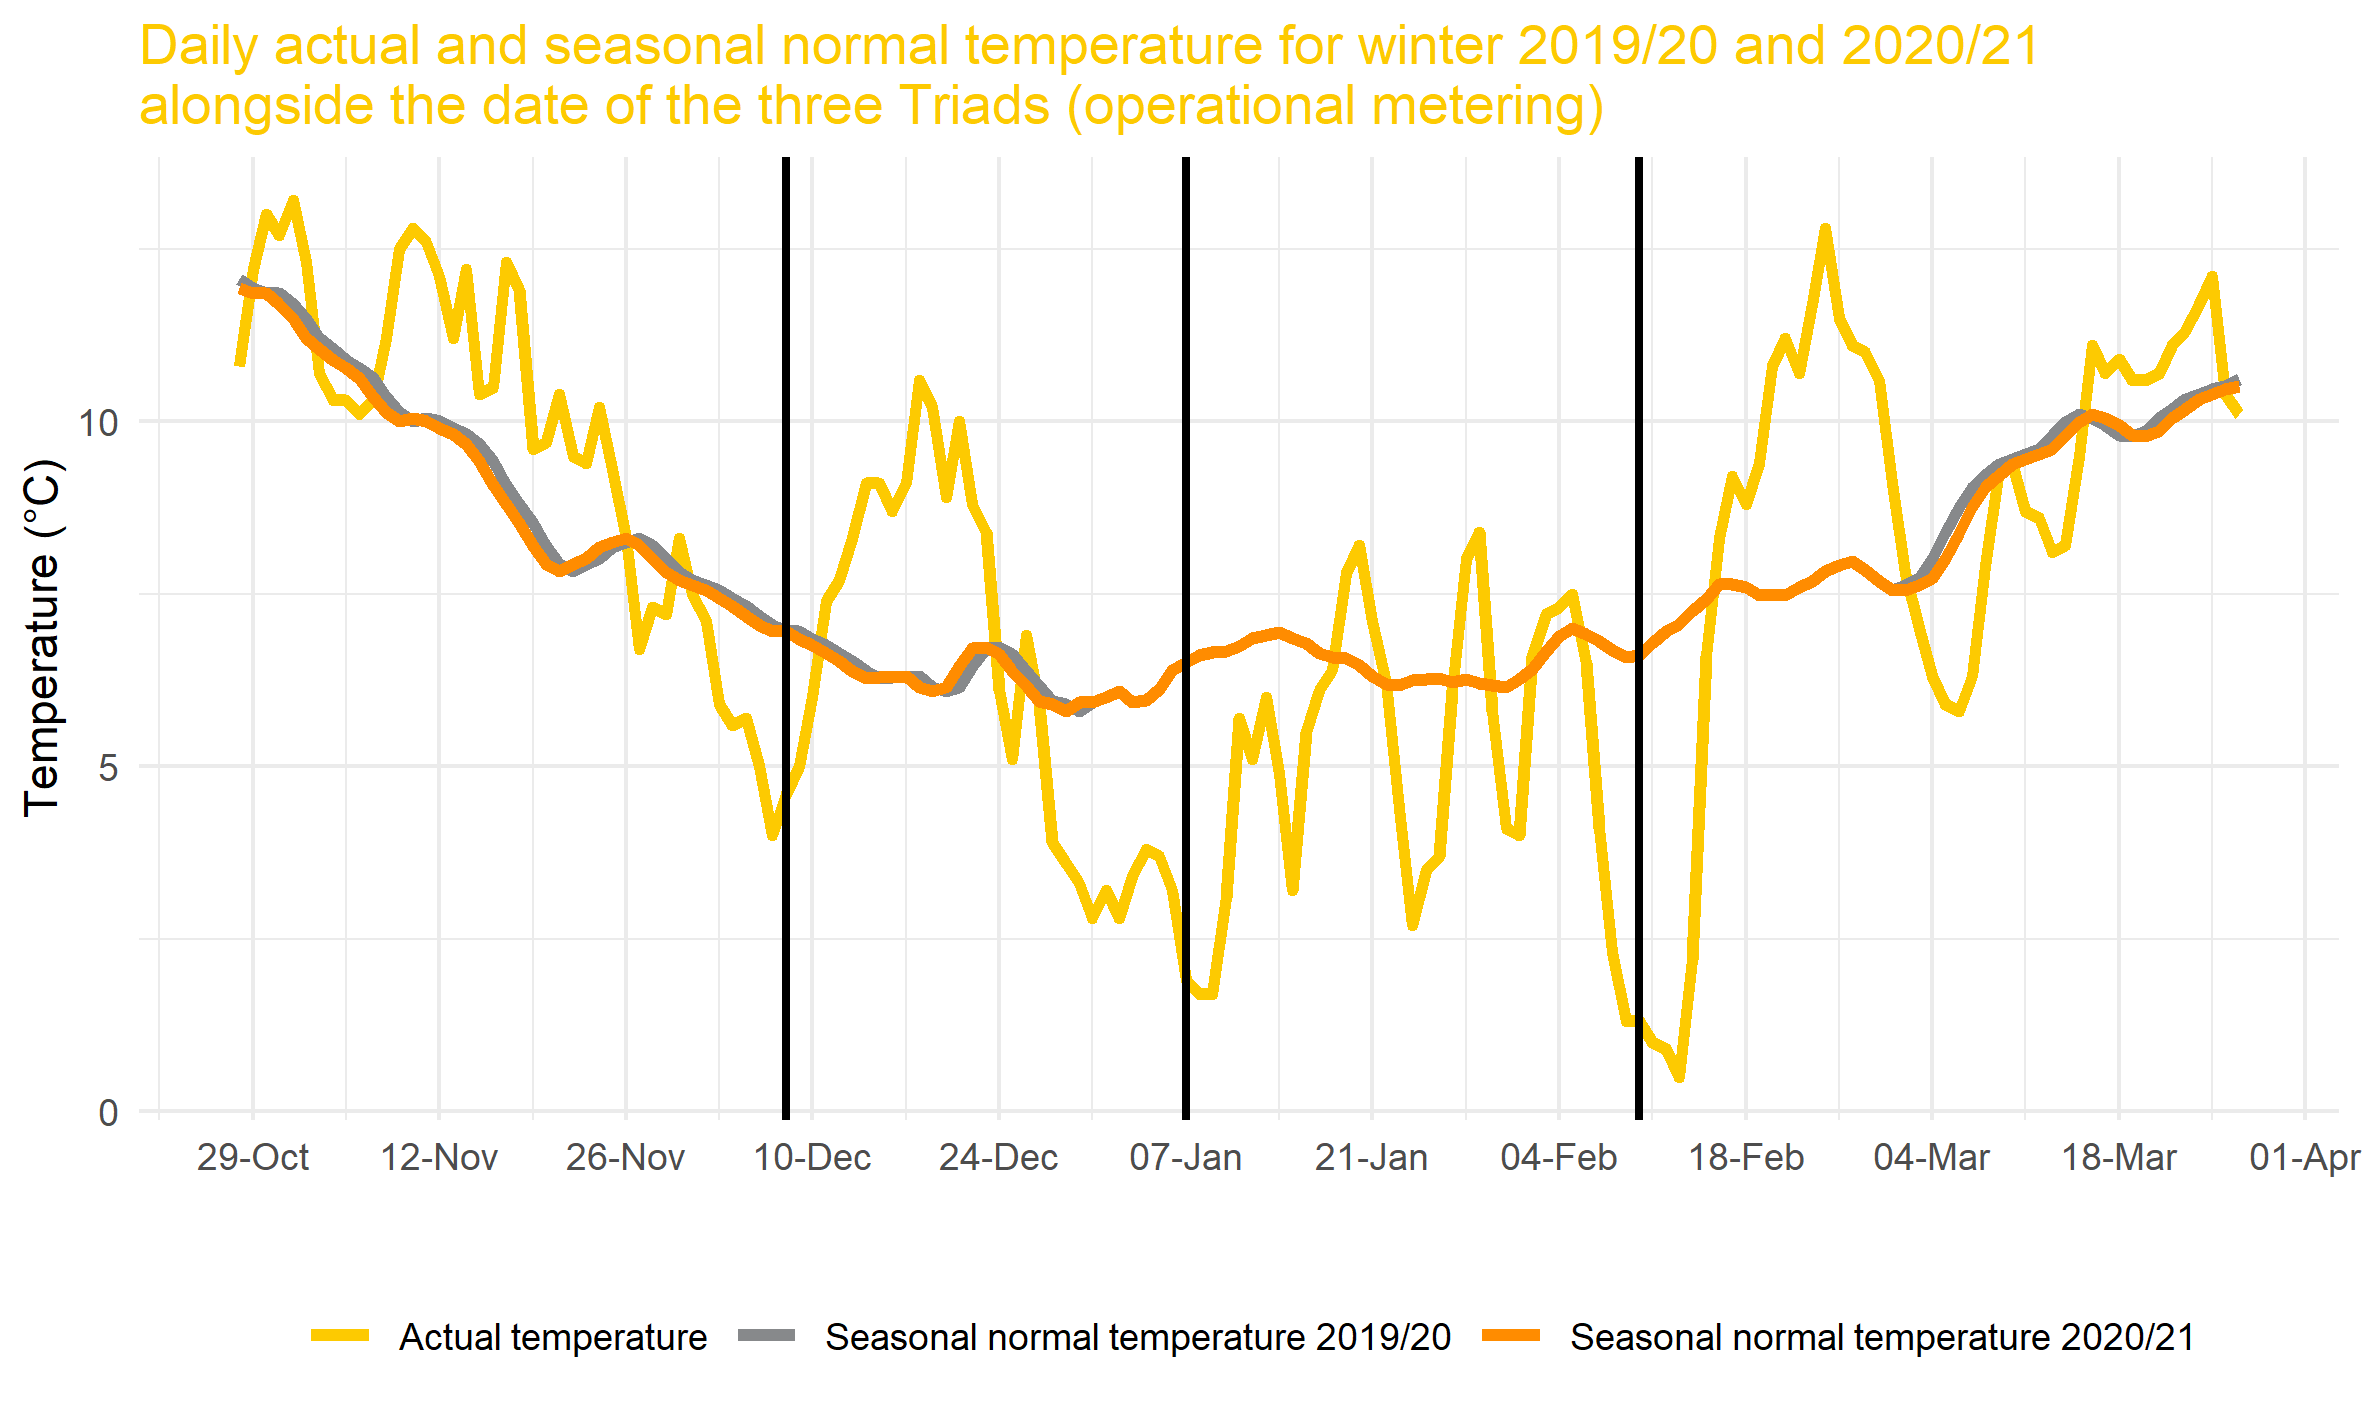 Daily actual and seasonal normal temperature for winter 2019/20 and 2020/21
alongside the date of the three Triads (operational metering)
Temperature (°C)
10
5
0
29-Oct 12-Nov 26-Nov 10-Dec 24-Dec 07-Jan 21-Jan 04-Feb 18-Feb 04-Mar 18-Mar 01-Apr
Actual temperature Seasonal normal temperature 2019/20 Seasonal normal temperature 2020/21